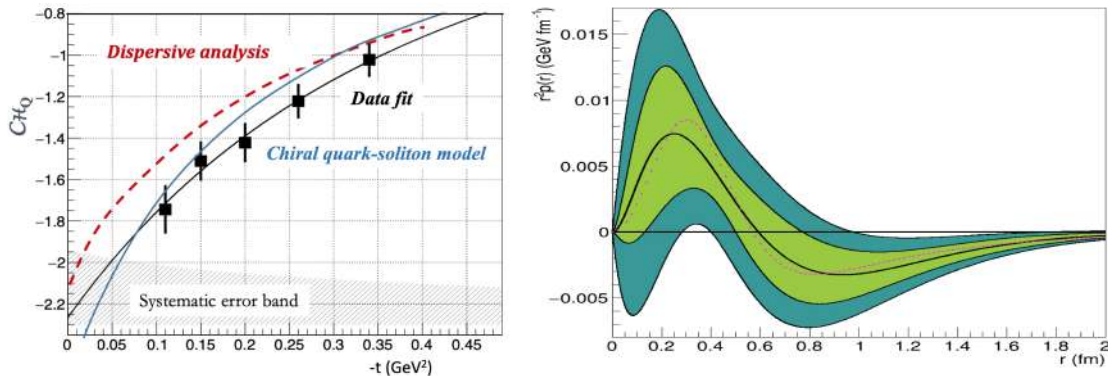 Dispersive analysis
Data fit
Chiral quark-soliton model
Systematic error band
C𝓗Q
-0.8
-1
-1.2
-1.4
-1.6
-1.8
-2
-2.2
0 0.05 0.1 0.15 0.2 0.25 0.3 0.35 0.4 0.45
-t (GeV²)
r²p(r) (GeV fm⁻¹)
0.015
0.01
0.005
0
-0.005
0 0.2 0.4 0.6 0.8 1 1.2 1.4 1.6 1.8 2
r (fm)